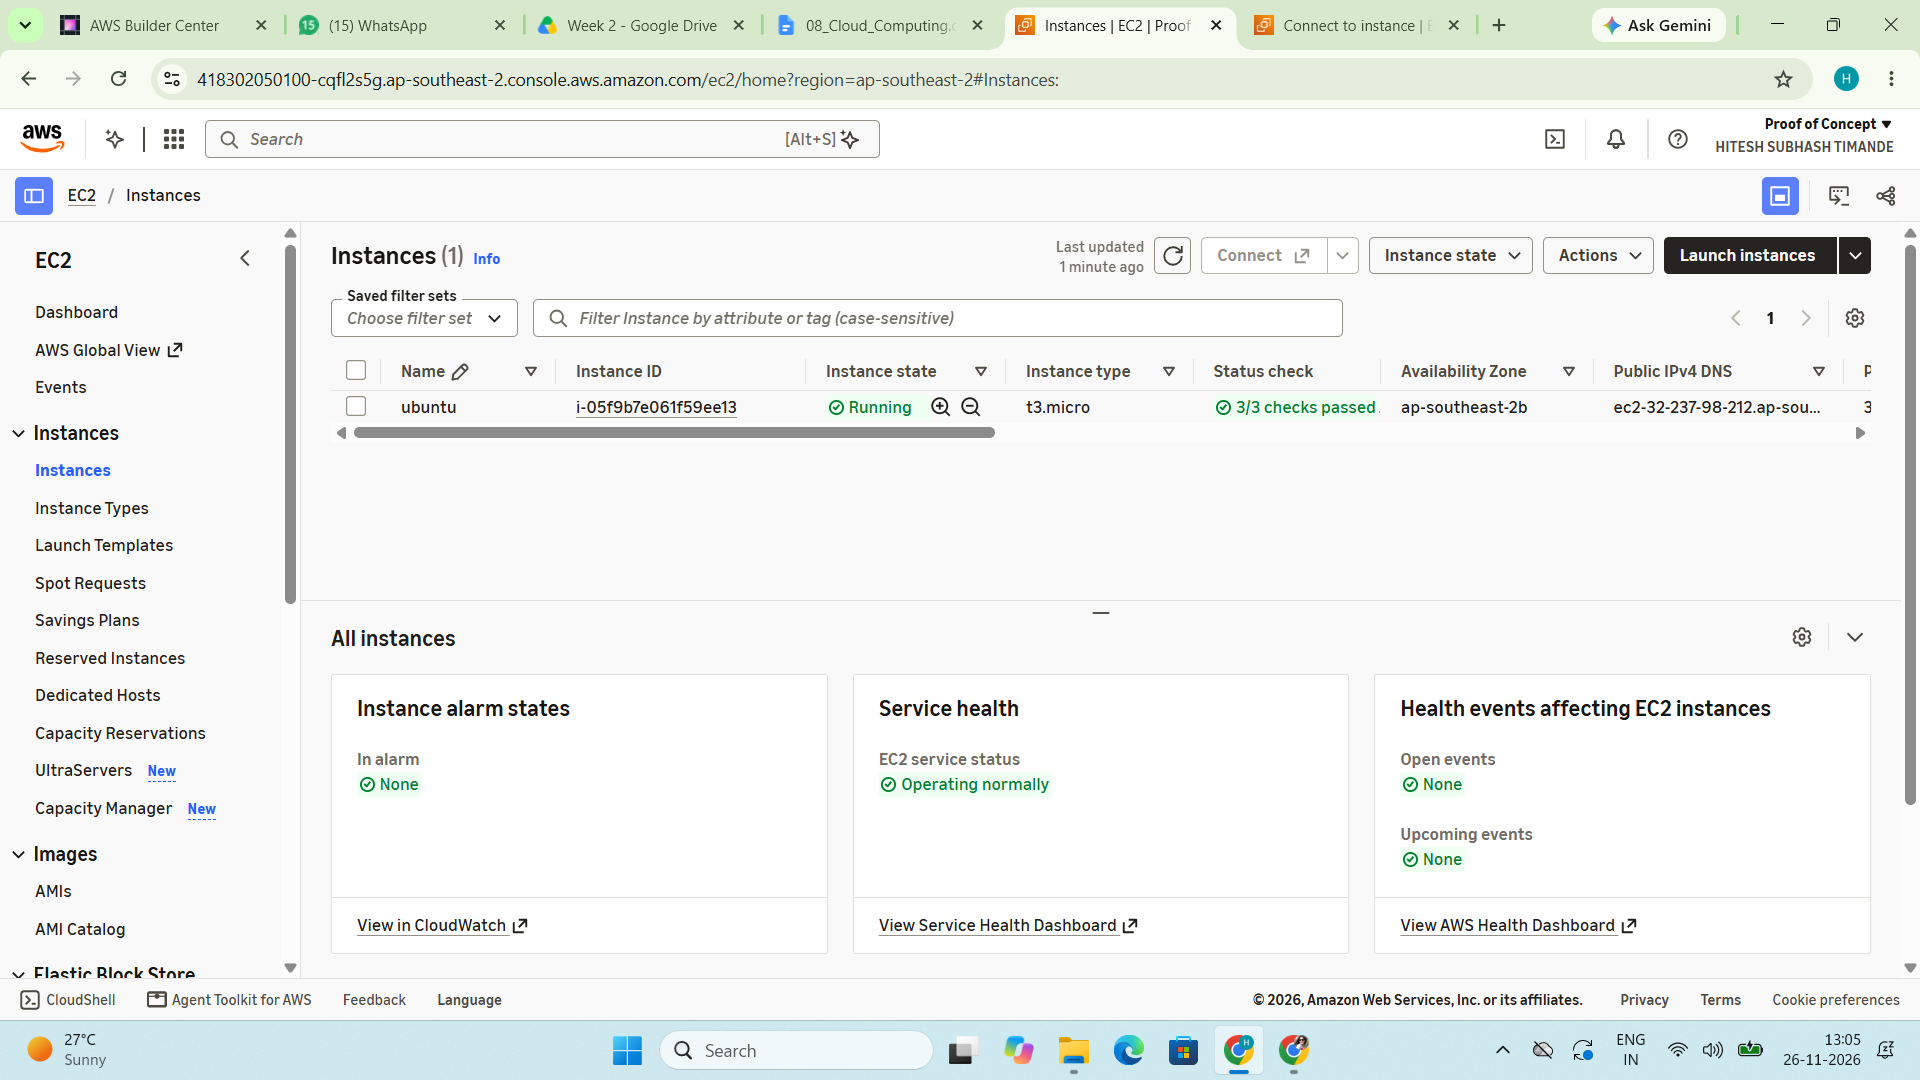 AWS Builder Center
(15) WhatsApp
Week 2 - Google Drive
08_Cloud_Computing.
Instances | EC2 | Proof
Connect to instance |
Ask Gemini
418302050100-cqfl2s5g.ap-southeast-2.console.aws.amazon.com/ec2/home?region=ap-southeast-2#Instances:
H
aws
Search
[Alt+S]
Proof of Concept
HITESH SUBHASH TIMANDE
EC2 / Instances
EC2
Dashboard
AWS Global View
Events
Instances
Instances
Instance Types
Launch Templates
Spot Requests
Savings Plans
Reserved Instances
Dedicated Hosts
Capacity Reservations
UltraServers New
Capacity Manager New
Images
AMIs
AMI Catalog
Elastic Block Store
Instances (1) Info
Last updated
1 minute ago
Connect
Instance state
Actions
Launch instances
Saved filter sets
Choose filter set
Filter Instance by attribute or tag (case-sensitive)
1
Name Instance ID Instance state Instance type Status check Availability Zone Public IPv4 DNS
ubuntu i-05f9b7e061f59ee13 Running t3.micro 3/3 checks passed ap-southeast-2b ec2-32-237-98-212.ap-sou... 3
All instances
Instance alarm states
In alarm
None
View in CloudWatch
Service health
EC2 service status
Operating normally
View Service Health Dashboard
Health events affecting EC2 instances
Open events
None
Upcoming events
None
View AWS Health Dashboard
CloudShell
Agent Toolkit for AWS
Feedback
Language
© 2026, Amazon Web Services, Inc. or its affiliates.
Privacy
Terms
Cookie preferences
27°C
Sunny
Search
ENG
IN
13:05
26-11-2026